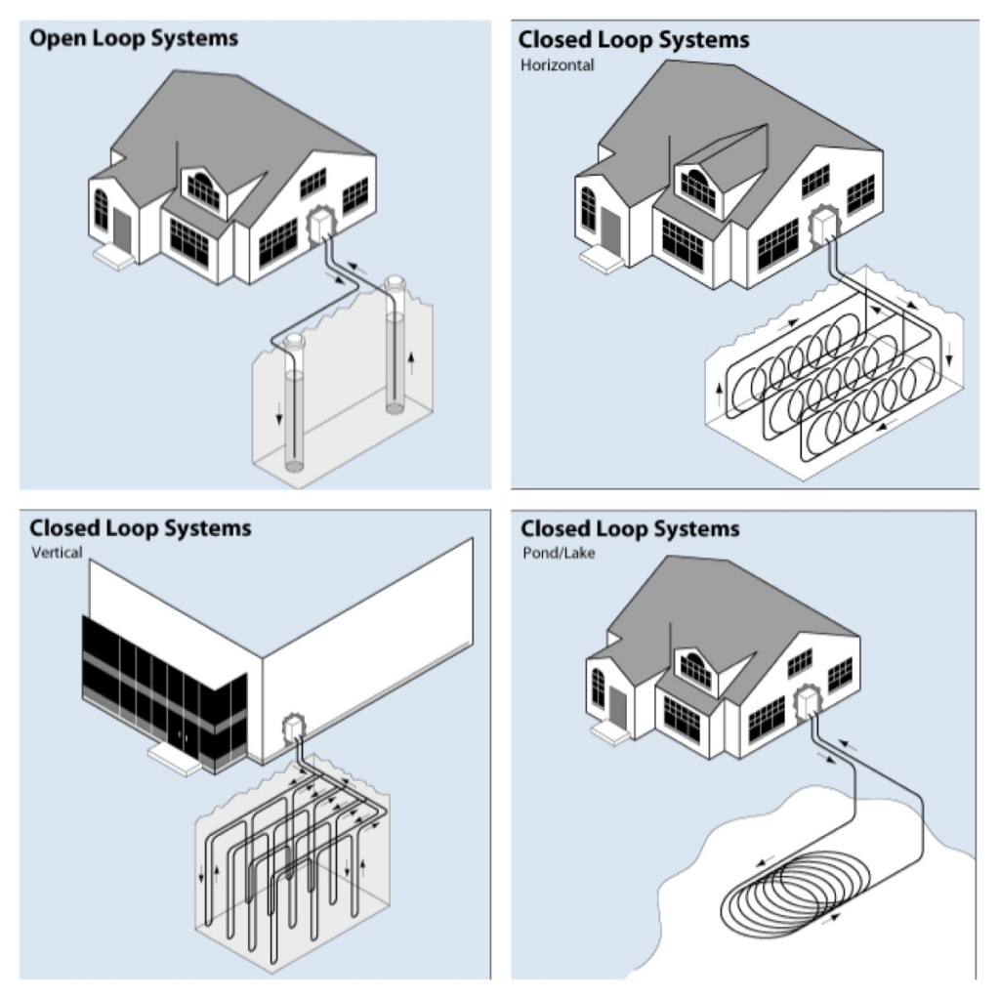 Open Loop Systems
Closed Loop Systems
Horizontal
Closed Loop Systems
Vertical
Closed Loop Systems
Pond/Lake